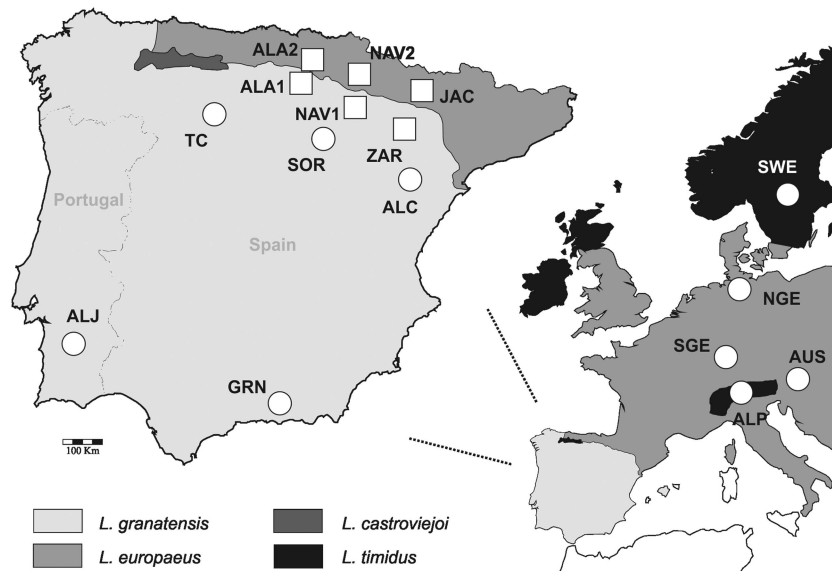 ALA2
NAV2
ALA1
JAC
NAV1
TC
SOR
ZAR
ALC
SWE
Portugal
Spain
NGE
ALJ
SGE
AUS
GRN
ALP
100 Km
L. granatensis
L. castroviejoi
L. europaeus
L. timidus